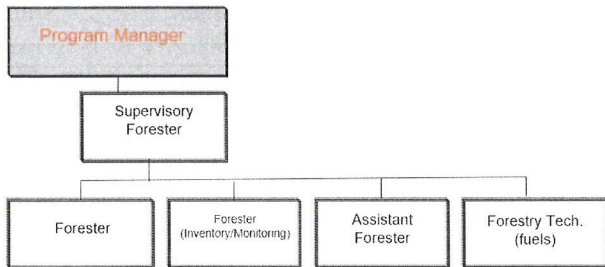 Program Manager
Supervisory
Forester
Forester
Forester
(Inventory/Monitoring)
Assistant
Forester
Forestry Tech.
(fuels)